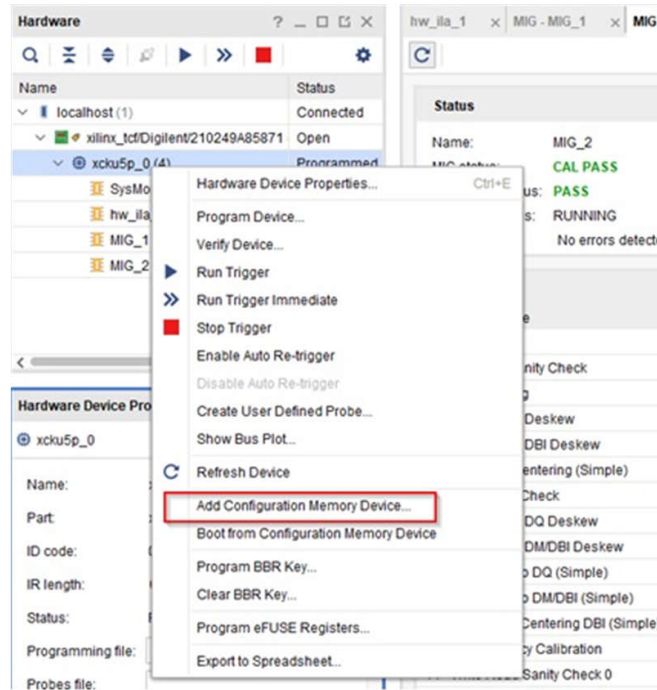 Hardware
Name Status
localhost (1) Connected
xilinx_tcf/Digilent/210249A85871 Open
xcku5p_0 (4) Programmed
SysMo
hw_ila
MIG_1
MIG_2
Hardware Device Properties... Ctrl+E
Program Device...
Verify Device...
Run Trigger
Run Trigger Immediate
Stop Trigger
Enable Auto Re-trigger
Disable Auto Re-trigger
Create User Defined Probe...
Show Bus Plot...
Refresh Device
Add Configuration Memory Device...
Boot from Configuration Memory Device
Program BBR Key...
Clear BBR Key...
Program eFUSE Registers...
Export to Spreadsheet...
Hardware Device Pro
xcku5p_0
Name:
Part:
ID code:
IR length:
Status:
Programming file:
Probes file:
hw_ila_1 MIG - MIG_1 MIG
Status
Name: MIG_2
MIG status: CAL PASS
us: PASS
s: RUNNING
No errors detect
e
nity Check
g
Deskew
DBI Deskew
entering (Simple)
Check
DQ Deskew
DM/DBI Deskew
DQ (Simple)
DM/DBI (Simple)
Centering DBI (Simple
cy Calibration
Sanity Check 0